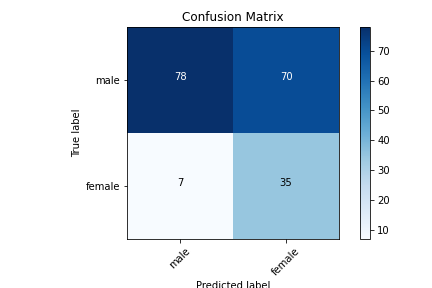 Confusion Matrix
True label
male
78
70
female
7
35
male
female
Predicted label
70
60
50
40
30
20
10